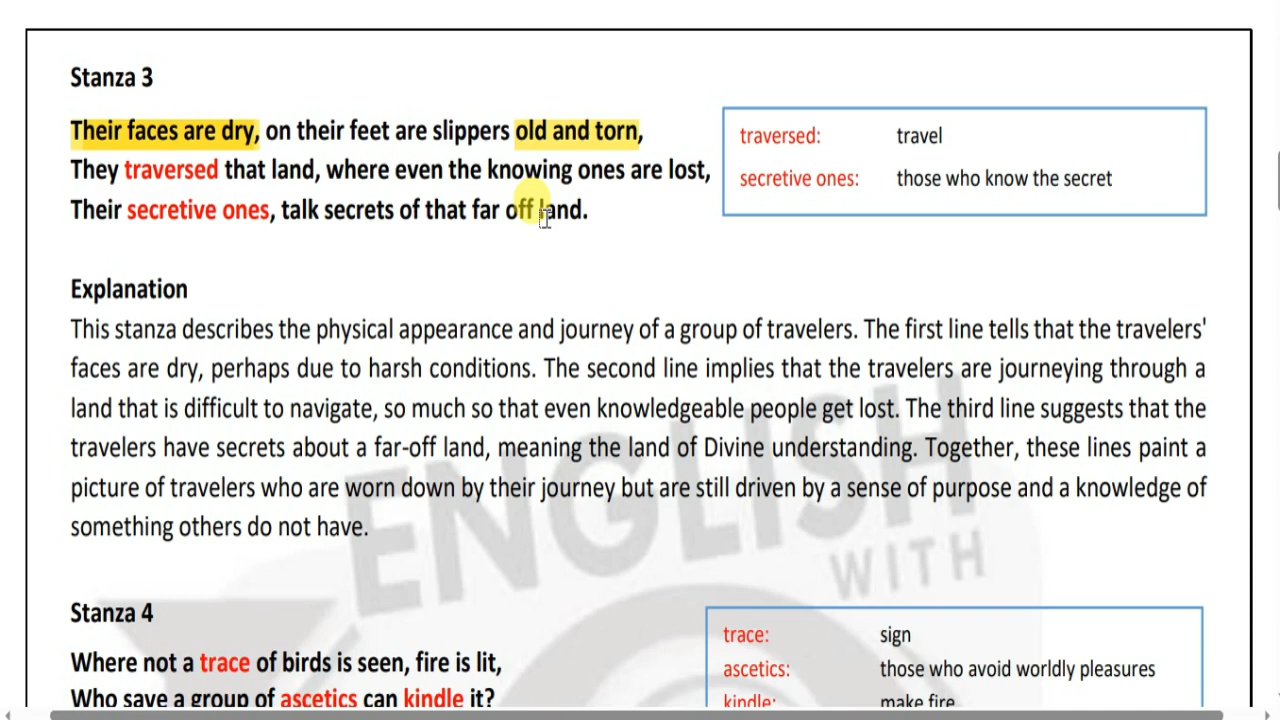 Stanza 3
Their faces are dry, on their feet are slippers old and torn,
They traversed that land, where even the knowing ones are lost,
Their secretive ones, talk secrets of that far off land.
traversed: travel
secretive ones: those who know the secret
Explanation
This stanza describes the physical appearance and journey of a group of travelers. The first line tells that the travelers'
faces are dry, perhaps due to harsh conditions. The second line implies that the travelers are journeying through a
land that is difficult to navigate, so much so that even knowledgeable people get lost. The third line suggests that the
travelers have secrets about a far-off land, meaning the land of Divine understanding. Together, these lines paint a
picture of travelers who are worn down by their journey but are still driven by a sense of purpose and a knowledge of
something others do not have.
ENGLISH
WITH
Stanza 4
Where not a trace of birds is seen, fire is lit,
Who save a group of ascetics can kindle it?
trace: sign
ascetics: those who avoid worldly pleasures
kindle: make fire